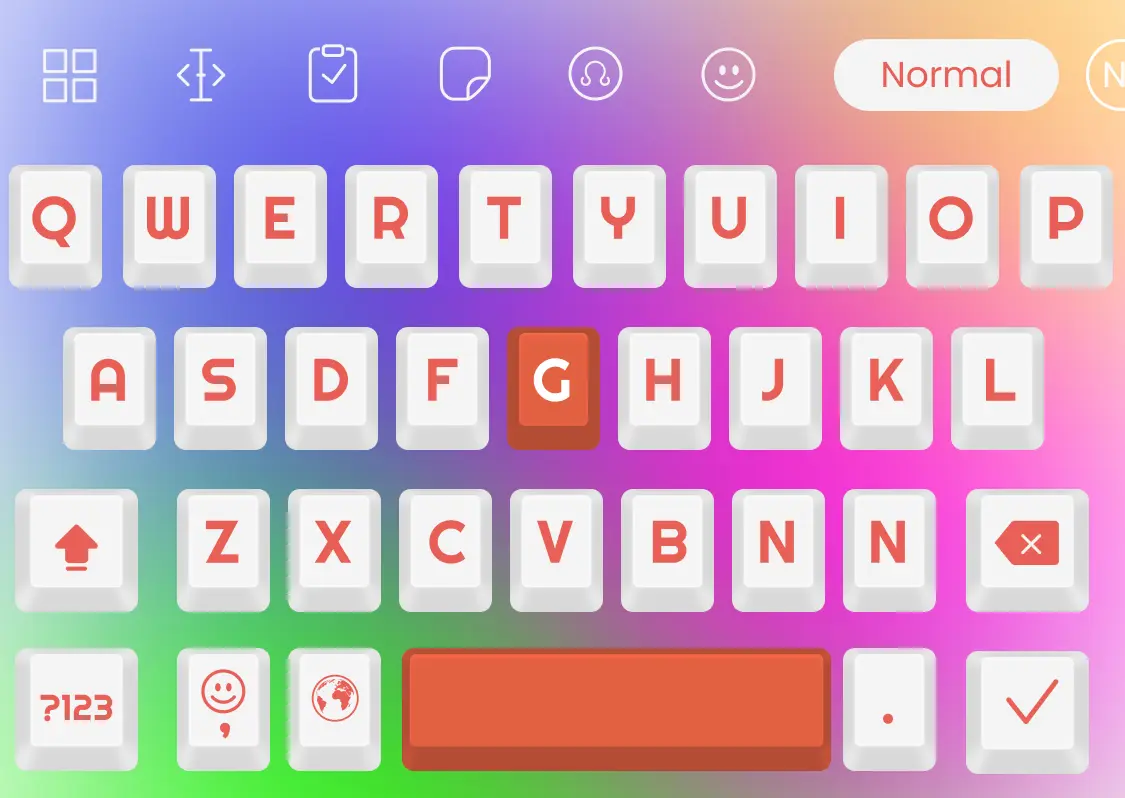 Normal N
Q W E R T Y U I O P
A S D F G H J K L
Z X C V B N N
?123 , .